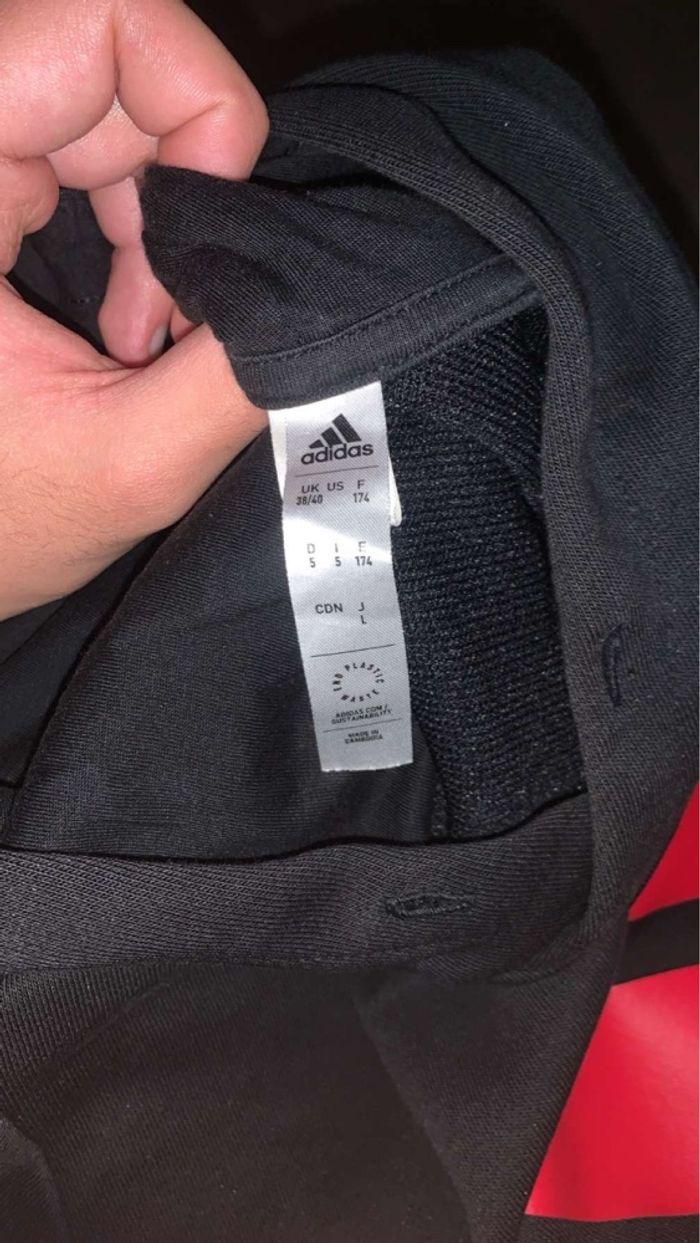 adidas
UK US F
38/40 174
D I E
5 5 174
CDN J
L
END PLASTIC WASTE
ADIDAS.COM/
SUSTAINABILITY
MADE IN
CAMBODIA